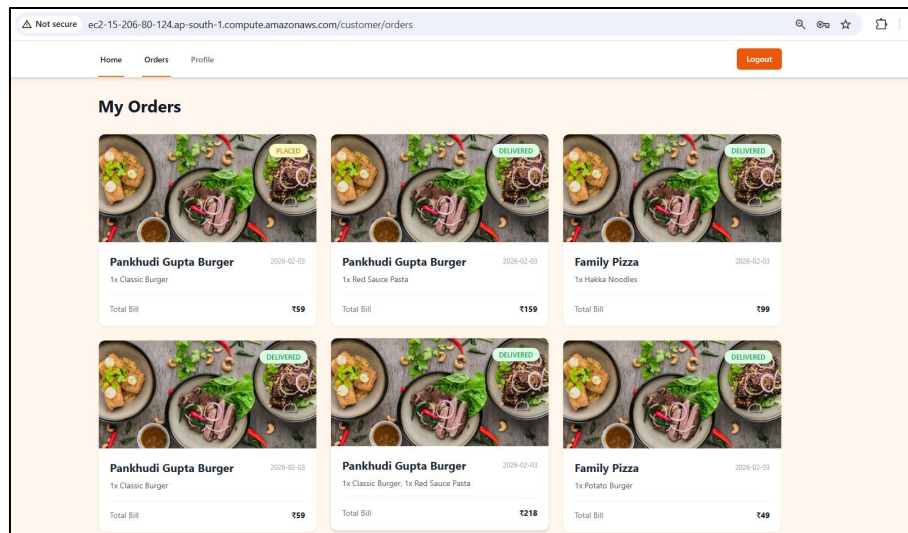 Not secure ec2-15-206-80-124.ap-south-1.compute.amazonaws.com/customer/orders
Home Orders Profile Logout
My Orders
PLACED
Pankhudi Gupta Burger 2026-02-03
1x Classic Burger
Total Bill ₹59
DELIVERED
Pankhudi Gupta Burger 2026-02-03
1x Red Sauce Pasta
Total Bill ₹159
DELIVERED
Family Pizza 2026-02-03
1x Hakka Noodles
Total Bill ₹99
DELIVERED
Pankhudi Gupta Burger 2026-02-03
1x Classic Burger
Total Bill ₹59
DELIVERED
Pankhudi Gupta Burger 2026-02-03
1x Classic Burger, 1x Red Sauce Pasta
Total Bill ₹218
DELIVERED
Family Pizza 2026-02-03
1x Potato Burger
Total Bill ₹49